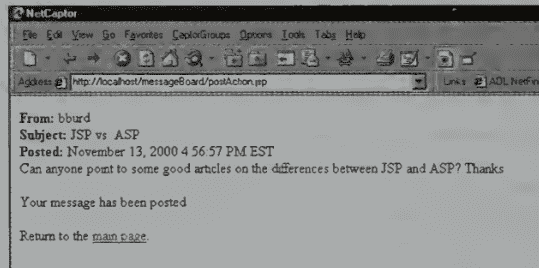 NetCaptor
File Edit View Go Favorites CaptorGroups Options Tools Tabs Help
Address http://localhost/messageBoard/postAction.jsp Links AOL NetFin
From: bburd
Subject: JSP vs ASP
Posted: November 13, 2000 4:56:57 PM EST
Can anyone point to some good articles on the differences between JSP and ASP? Thanks
Your message has been posted
Return to the main page.